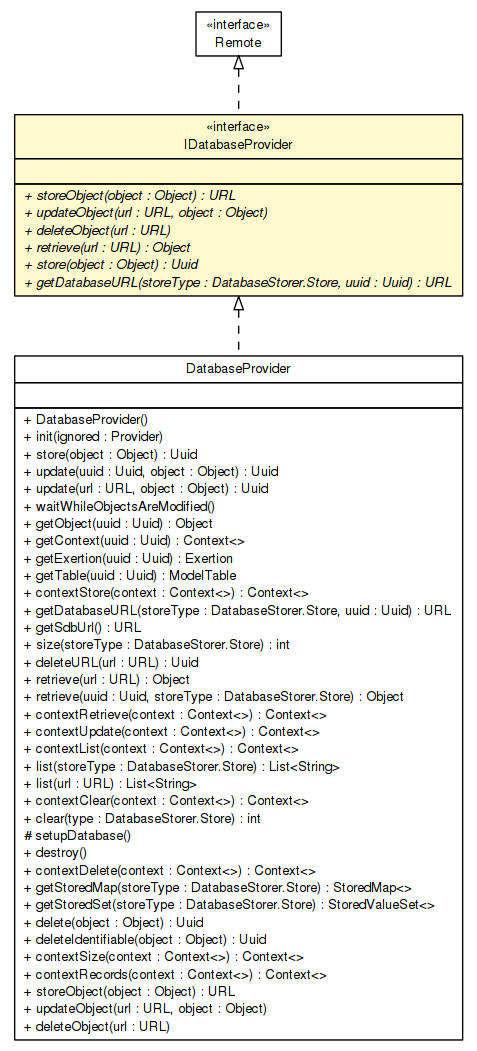 «interface»
Remote
«interface»
IDatabaseProvider
+ storeObject(object : Object) : URL
+ updateObject(url : URL, object : Object)
+ deleteObject(url : URL)
+ retrieve(url : URL) : Object
+ store(object : Object) : Uuid
+ getDatabaseURL(storeType : DatabaseStorer.Store, uuid : Uuid) : URL
DatabaseProvider
+ DatabaseProvider()
+ init(ignored : Provider)
+ store(object : Object) : Uuid
+ update(uuid : Uuid, object : Object) : Uuid
+ update(url : URL, object : Object) : Uuid
+ waitWhileObjectsAreModified()
+ getObject(uuid : Uuid) : Object
+ getContext(uuid : Uuid) : Context<>
+ getExertion(uuid : Uuid) : Exertion
+ getTable(uuid : Uuid) : ModelTable
+ contextStore(context : Context<>) : Context<>
+ getDatabaseURL(storeType : DatabaseStorer.Store, uuid : Uuid) : URL
+ getSdbUrl() : URL
+ size(storeType : DatabaseStorer.Store) : int
+ deleteURL(url : URL) : Uuid
+ retrieve(url : URL) : Object
+ retrieve(uuid : Uuid, storeType : DatabaseStorer.Store) : Object
+ contextRetrieve(context : Context<>) : Context<>
+ contextUpdate(context : Context<>) : Context<>
+ contextList(context : Context<>) : Context<>
+ list(storeType : DatabaseStorer.Store) : List<String>
+ list(url : URL) : List<String>
+ contextClear(context : Context<>) : Context<>
+ clear(type : DatabaseStorer.Store) : int
# setupDatabase()
+ destroy()
+ contextDelete(context : Context<>) : Context<>
+ getStoredMap(storeType : DatabaseStorer.Store) : StoredMap<>
+ getStoredSet(storeType : DatabaseStorer.Store) : StoredValueSet<>
+ delete(object : Object) : Uuid
+ deleteIdentifiable(object : Object) : Uuid
+ contextSize(context : Context<>) : Context<>
+ contextRecords(context : Context<>) : Context<>
+ storeObject(object : Object) : URL
+ updateObject(url : URL, object : Object)
+ deleteObject(url : URL)